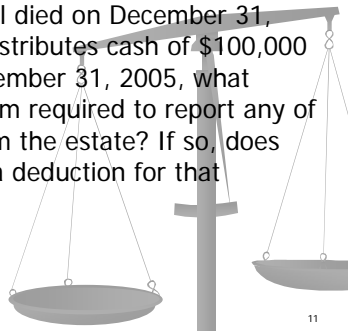 l died on December 31,
stributes cash of $100,000
ember 31, 2005, what
m required to report any of
m the estate? If so, does
n deduction for that
11